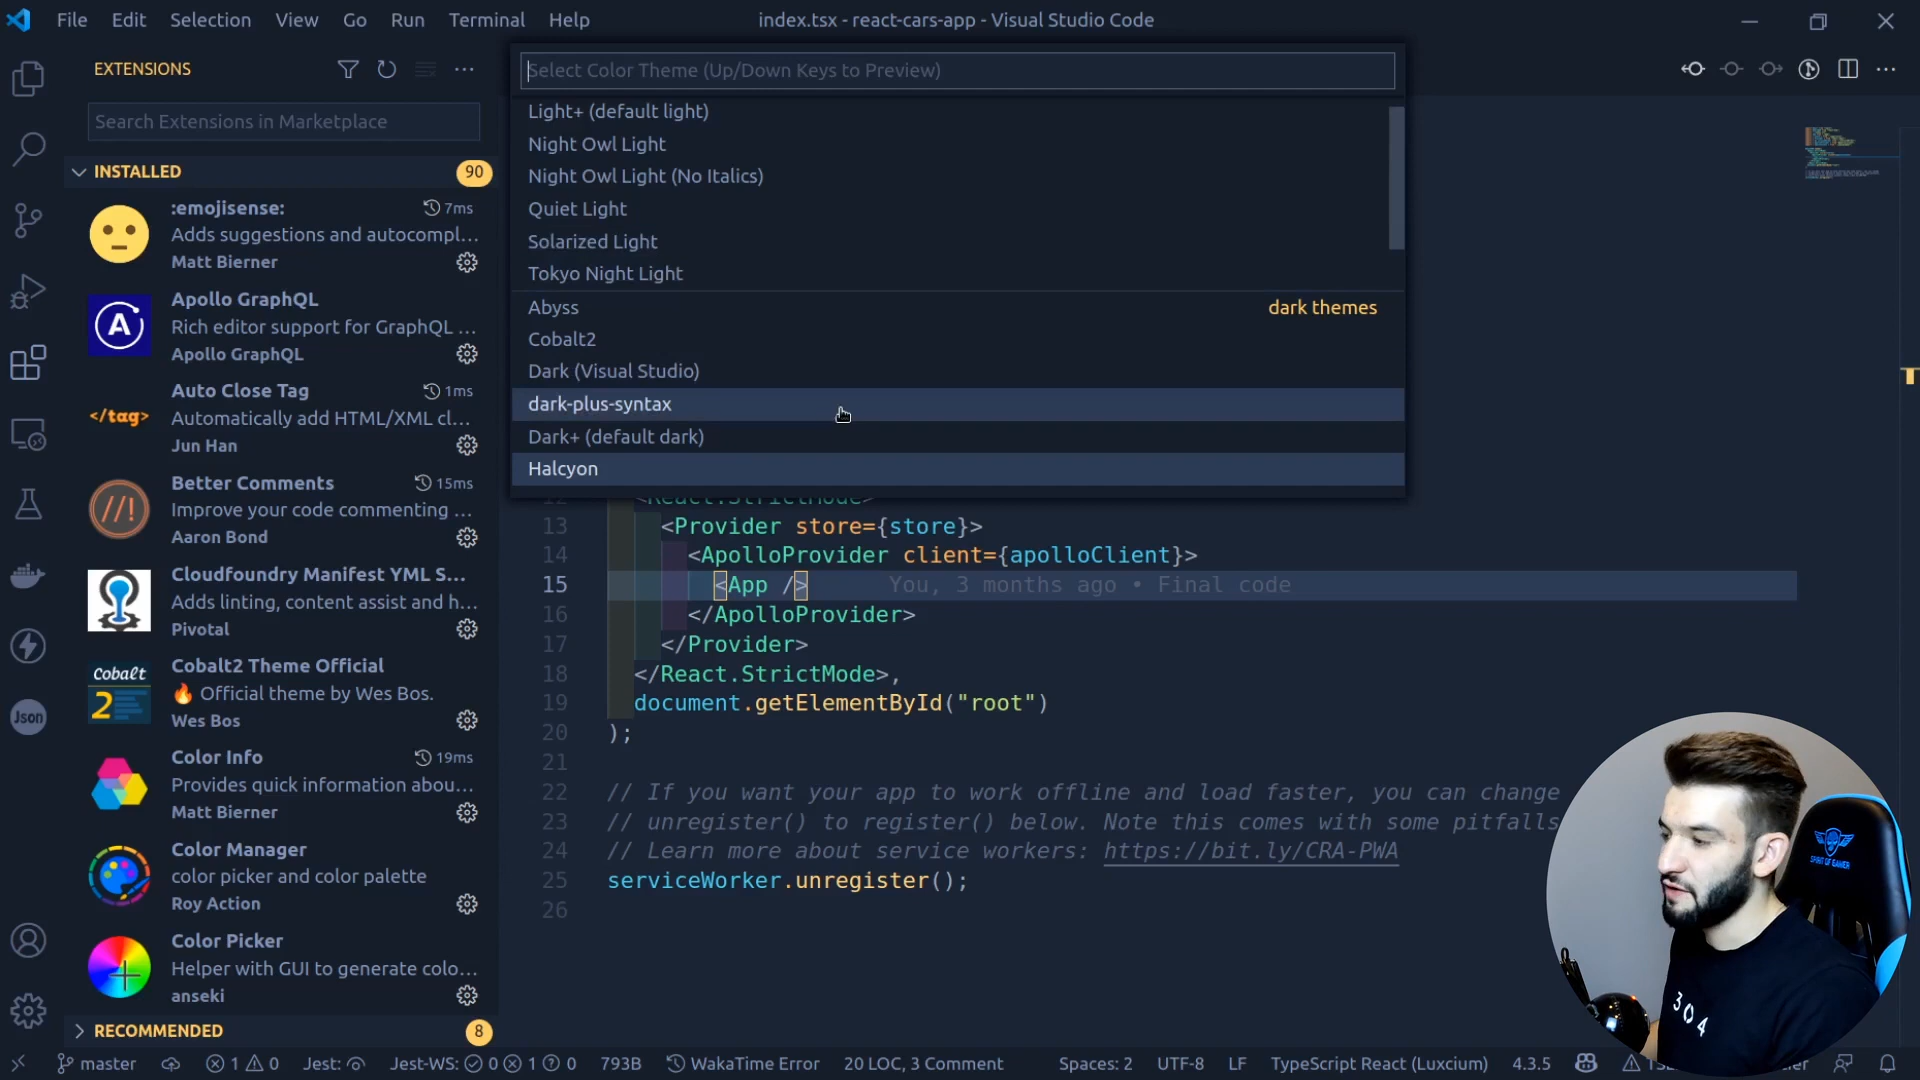 File Edit Selection View Go Run Terminal Help
index.tsx - react-cars-app - Visual Studio Code
EXTENSIONS
Search Extensions in Marketplace
INSTALLED 90
:emojisense: 7ms
Adds suggestions and autocompl...
Matt Bierner
Apollo GraphQL
Rich editor support for GraphQL ...
Apollo GraphQL
</tag>
Auto Close Tag 1ms
Automatically add HTML/XML cl...
Jun Han
//!
Better Comments 15ms
Improve your code commenting ...
Aaron Bond
Cloudfoundry Manifest YML S...
Adds linting, content assist and h...
Pivotal
Cobalt
2
Cobalt2 Theme Official
🔥 Official theme by Wes Bos.
Wes Bos
Json
Color Info 19ms
Provides quick information abou...
Matt Bierner
Color Manager
color picker and color palette
Roy Action
Color Picker
Helper with GUI to generate colo...
anseki
RECOMMENDED 8
Select Color Theme (Up/Down Keys to Preview)
Light+ (default light)
Night Owl Light
Night Owl Light (No Italics)
Quiet Light
Solarized Light
Tokyo Night Light
Abyss dark themes
Cobalt2
Dark (Visual Studio)
dark-plus-syntax
Dark+ (default dark)
Halcyon
12 <React.StrictMode>
13 <Provider store={store}>
14 <ApolloProvider client={apolloClient}>
15 <App /> You, 3 months ago • Final code
16 </ApolloProvider>
17 </Provider>
18 </React.StrictMode>,
19 document.getElementById("root")
20 );
21
22 // If you want your app to work offline and load faster, you can change
23 // unregister() to register() below. Note this comes with some pitfalls
24 // Learn more about service workers: https://bit.ly/CRA-PWA
25 serviceWorker.unregister();
26
SPIRIT OF GAMER
304
master 1 0 Jest: Jest-WS: 0 1 0 793B WakaTime Error 20 LOC, 3 Comment Spaces: 2 UTF-8 LF TypeScript React (Luxcium) 4.3.5